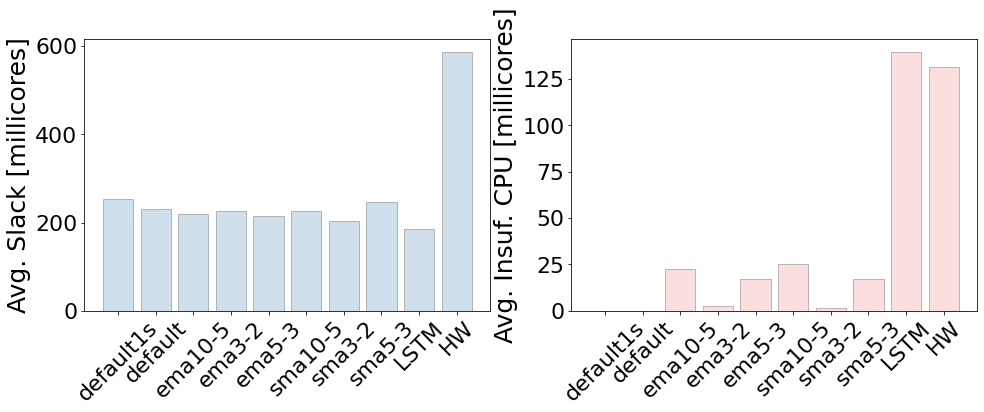 Avg. Slack [millicores]
600
400
200
0
default1s
default
ema10-5
ema3-2
ema5-3
sma10-5
sma3-2
sma5-3
LSTM
HW
Avg. Insuf. CPU [millicores]
125
100
75
50
25
0
default1s
default
ema10-5
ema3-2
ema5-3
sma10-5
sma3-2
sma5-3
LSTM
HW